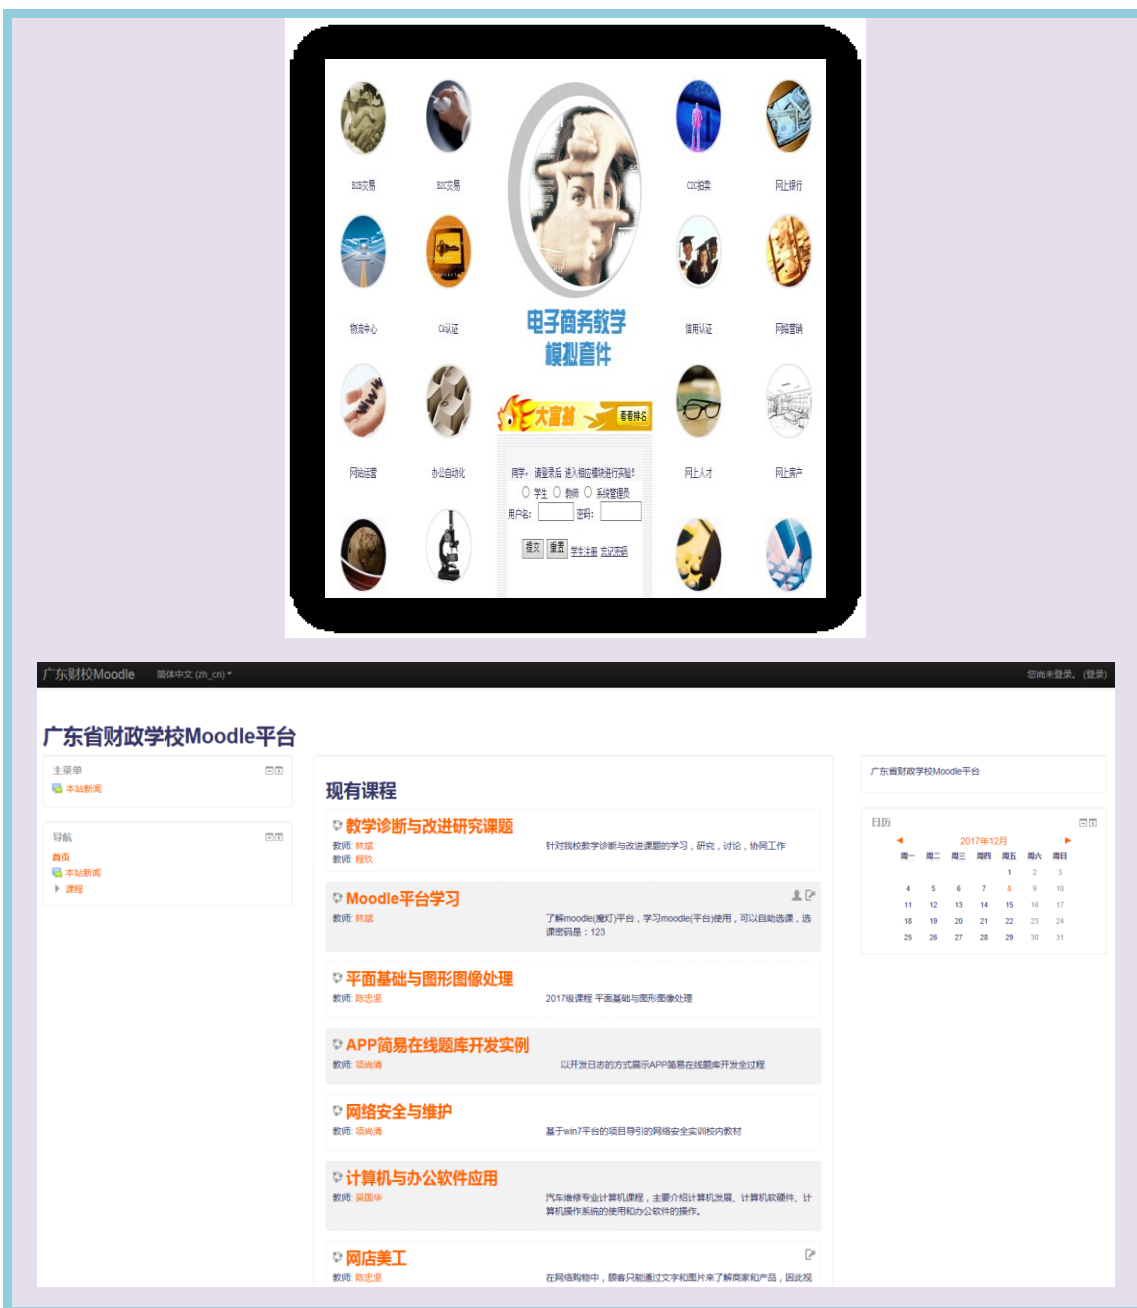 B2B交易
B2C交易
C2C拍卖
网上银行
物流中心
CA认证
电子商务教学
模拟套件
信用认证
网络营销
大富翁
看看排名
网站运营
办公自动化
同学，请登录后 进入相应模块进行实验!
学生 教师 系统管理员
用户名: 密码:
提交 重置 学生注册 忘记密码
网上人才
网上房产
广东财校Moodle 简体中文 (zh_cn)
您尚未登录。 (登录)
广东省财政学校Moodle平台
主菜单
本站新闻
导航
首页
本站新闻
课程
现有课程
教学诊断与改进研究课题
教师: 林斌
教师: 程玖
针对我校教学诊断与改进课题的学习，研究，讨论，协同工作
Moodle平台学习
教师: 林斌
了解moodle(魔灯)平台，学习moodle(平台)使用，可以自助选课，选
课密码是：123
平面基础与图形图像处理
教师: 陈忠坚
2017级课程 平面基础与图形图像处理
APP简易在线题库开发实例
教师: 项尚清
以开发日志的方式展示APP简易在线题库开发全过程
网络安全与维护
教师: 项尚清
基于win7平台的项目导引的网络安全实训校内教材
计算机与办公软件应用
教师: 吴国华
汽车维修专业计算机课程，主要介绍计算机发展、计算机软硬件、计
算机操作系统的使用和办公软件的操作。
网店美工
教师: 陈忠坚
在网络购物中，顾客只能通过文字和图片来了解商家和产品，因此视
广东省财政学校Moodle平台
日历
2017年12月
周一 周二 周三 周四 周五 周六 周日
1 2 3
4 5 6 7 8 9 10
11 12 13 14 15 16 17
18 19 20 21 22 23 24
25 26 27 28 29 30 31